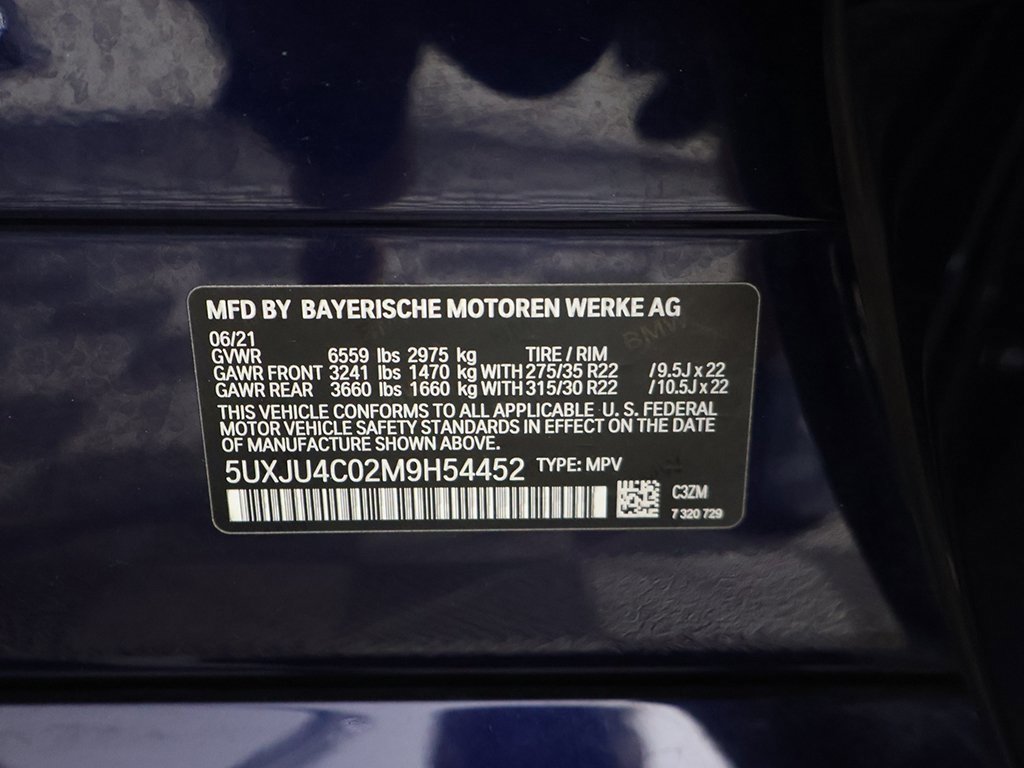 MFD BY BAYERISCHE MOTOREN WERKE AG
06/21
GVWR 6559 lbs 2975 kg TIRE / RIM
GAWR FRONT 3241 lbs 1470 kg WITH 275/35 R22 / 9.5J x 22
GAWR REAR 3660 lbs 1660 kg WITH 315/30 R22 / 10.5J x 22
THIS VEHICLE CONFORMS TO ALL APPLICABLE U. S. FEDERAL
MOTOR VEHICLE SAFETY STANDARDS IN EFFECT ON THE DATE
OF MANUFACTURE SHOWN ABOVE.
5UXJU4C02M9H54452 TYPE: MPV
C3ZM
7 320 729